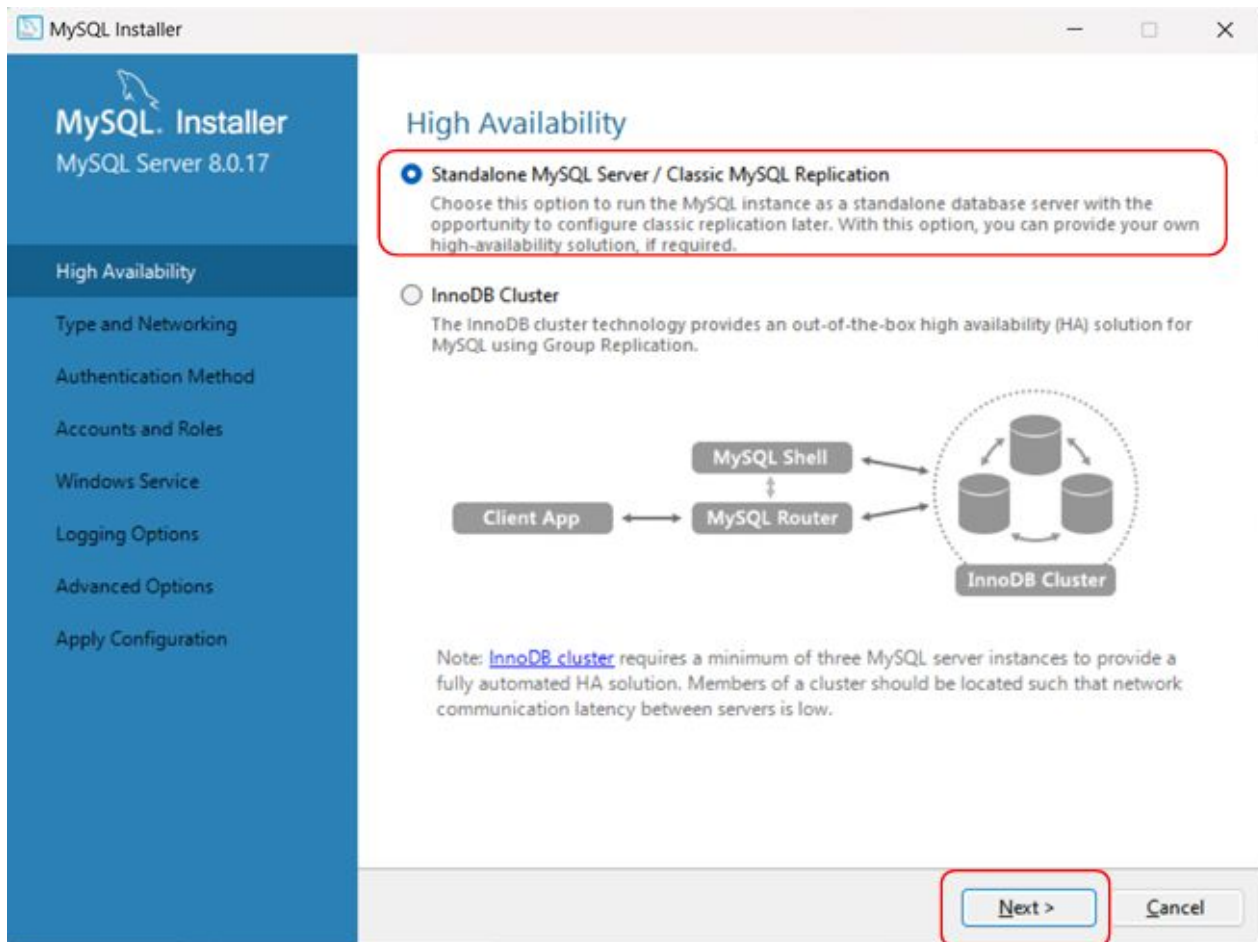 MySQL Installer
MySQL. Installer
MySQL Server 8.0.17
High Availability
Type and Networking
Authentication Method
Accounts and Roles
Windows Service
Logging Options
Advanced Options
Apply Configuration
High Availability
Standalone MySQL Server / Classic MySQL Replication
Choose this option to run the MySQL instance as a standalone database server with the
opportunity to configure classic replication later. With this option, you can provide your own
high-availability solution, if required.
InnoDB Cluster
The InnoDB cluster technology provides an out-of-the-box high availability (HA) solution for
MySQL using Group Replication.
MySQL Shell
Client App
MySQL Router
InnoDB Cluster
Note: InnoDB cluster requires a minimum of three MySQL server instances to provide a
fully automated HA solution. Members of a cluster should be located such that network
communication latency between servers is low.
Next >
Cancel